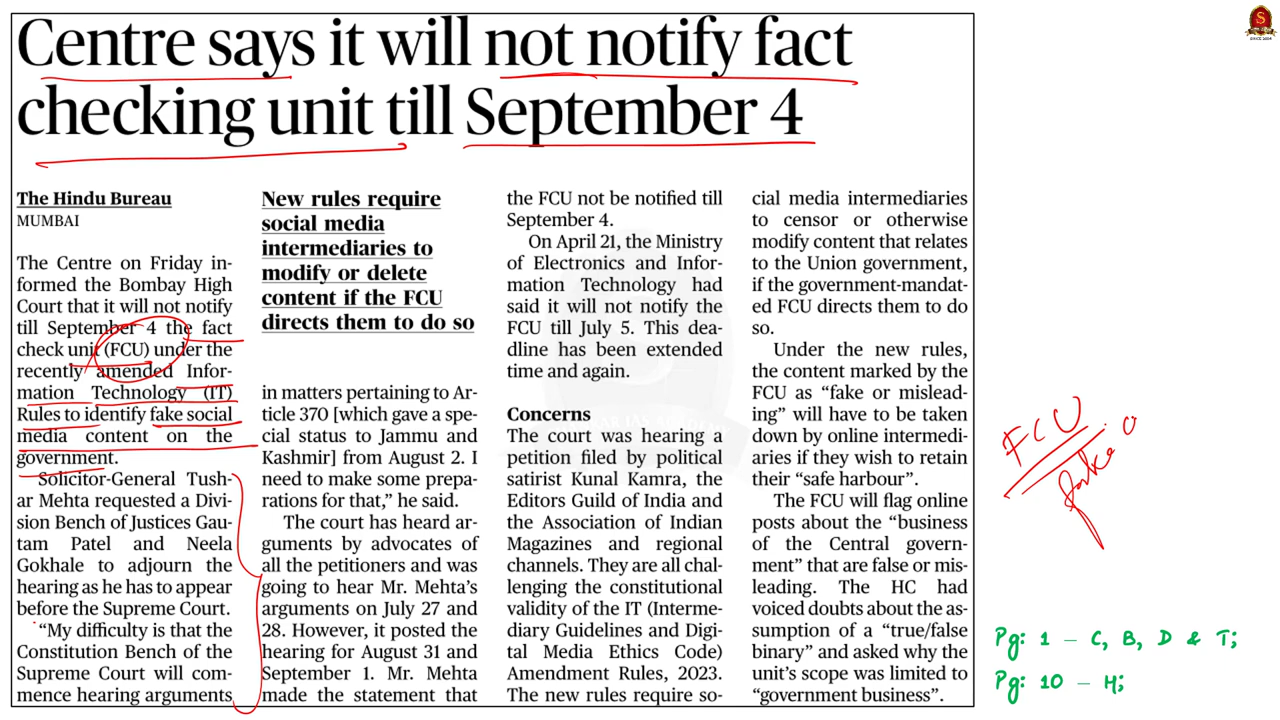 Centre says it will not notify fact
checking unit till September 4
The Hindu Bureau
MUMBAI
The Centre on Friday in-
formed the Bombay High
Court that it will not notify
till September 4 the fact
check unit (FCU) under the
recently amended Infor-
mation Technology (IT)
Rules to identify fake social
media content on the
government.
Solicitor-General Tush-
ar Mehta requested a Divi-
sion Bench of Justices Gau-
tam Patel and Neela
Gokhale to adjourn the
hearing as he has to appear
before the Supreme Court.
“My difficulty is that the
Constitution Bench of the
Supreme Court will com-
mence hearing arguments
New rules require
social media
intermediaries to
modify or delete
content if the FCU
directs them to do so
in matters pertaining to Ar-
ticle 370 [which gave a spe-
cial status to Jammu and
Kashmir] from August 2. I
need to make some prepa-
rations for that,” he said.
The court has heard ar-
guments by advocates of
all the petitioners and was
going to hear Mr. Mehta’s
arguments on July 27 and
28. However, it posted the
hearing for August 31 and
September 1. Mr. Mehta
made the statement that
the FCU not be notified till
September 4.
On April 21, the Ministry
of Electronics and Infor-
mation Technology had
said it will not notify the
FCU till July 5. This dea-
dline has been extended
time and again.
Concerns
The court was hearing a
petition filed by political
satirist Kunal Kamra, the
Editors Guild of India and
the Association of Indian
Magazines and regional
channels. They are all chal-
lenging the constitutional
validity of the IT (Interme-
diary Guidelines and Digi-
tal Media Ethics Code)
Amendment Rules, 2023.
The new rules require so-
cial media intermediaries
to censor or otherwise
modify content that relates
to the Union government,
if the government-mandat-
ed FCU directs them to do
so.
Under the new rules,
the content marked by the
FCU as “fake or mislead-
ing” will have to be taken
down by online intermedi-
aries if they wish to retain
their “safe harbour”.
The FCU will flag online
posts about the “business
of the Central govern-
ment” that are false or mis-
leading. The HC had
voiced doubts about the as-
sumption of a “true/false
binary” and asked why the
unit’s scope was limited to
“government business”.
FCU
Pg: 1 – C, B, D & T;
Pg: 10 – H;